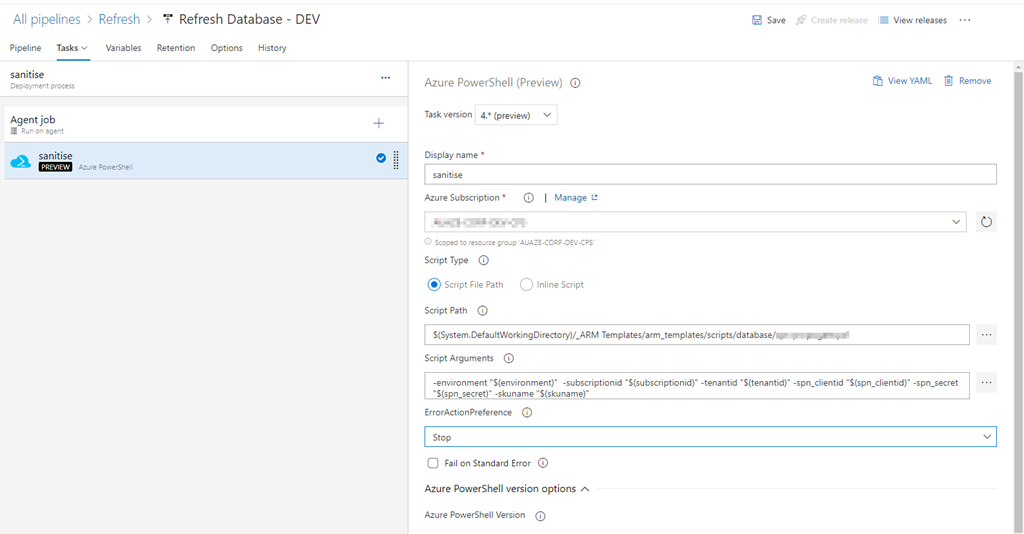 All pipelines > Refresh > Refresh Database - DEV
Save Create release View releases ...
Pipeline Tasks Variables Retention Options History
sanitise
Deployment process
Agent job
Run on agent
sanitise
PREVIEW Azure PowerShell
Azure PowerShell (Preview)
View YAML Remove
Task version 4.* (preview)
Display name *
sanitise
Azure Subscription * | Manage
Scoped to resource group 'AUAZE-CORP-DEV-CPS'
Script Type
Script File Path Inline Script
Script Path
$(System.DefaultWorkingDirectory)/_ARM Templates/arm_templates/scripts/database/
Script Arguments
-environment "$(environment)" -subscriptionid "$(subscriptionid)" -tenantid "$(tenantid)" -spn_clientid "$(spn_clientid)" -spn_secret
"$(spn_secret)" -skuname "$(skuname)"
ErrorActionPreference
Stop
Fail on Standard Error
Azure PowerShell version options
Azure PowerShell Version